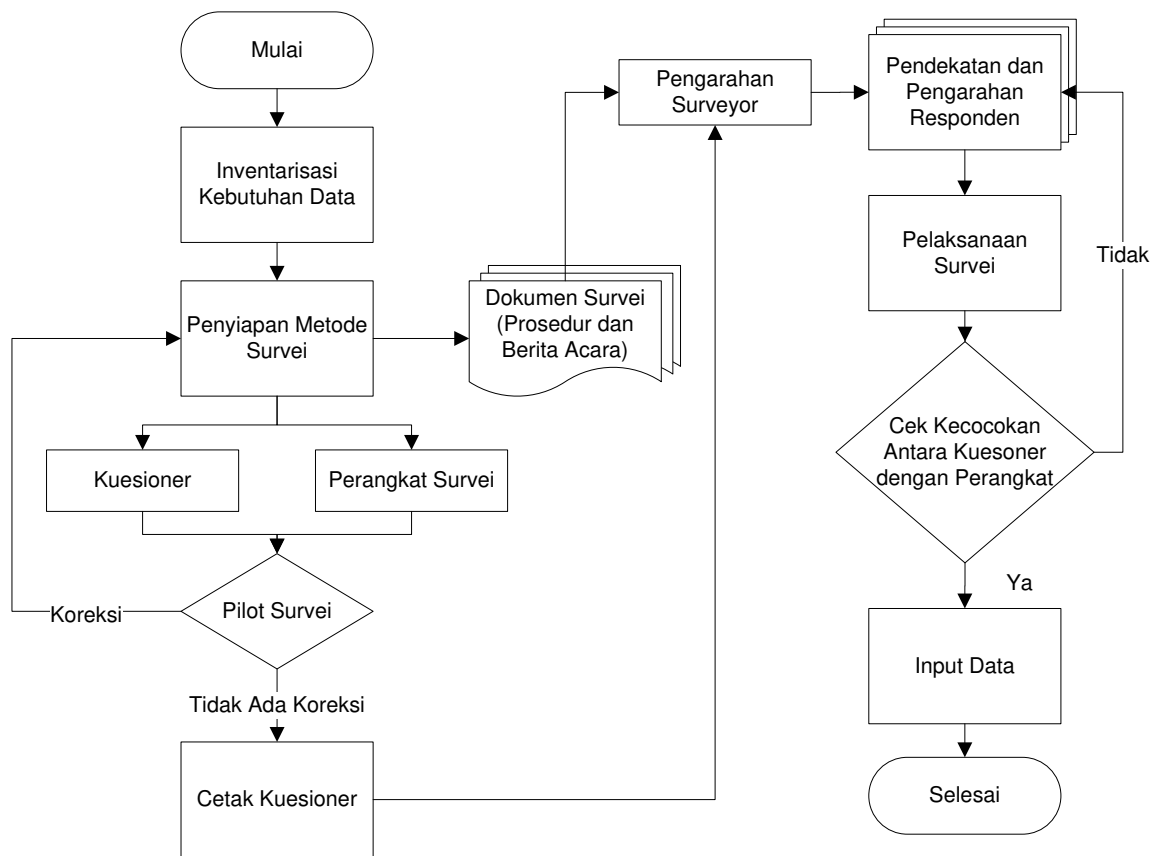 Mulai
Inventarisasi
Kebutuhan Data
Penyiapan Metode
Survei
Kuesioner
Perangkat Survei
Pilot Survei
Koreksi
Tidak Ada Koreksi
Cetak Kuesioner
Dokumen Survei
(Prosedur dan
Berita Acara)
Pengarahan
Surveyor
Pendekatan dan
Pengarahan
Responden
Pelaksanaan
Survei
Tidak
Cek Kecocokan
Antara Kuesoner
dengan Perangkat
Ya
Input Data
Selesai